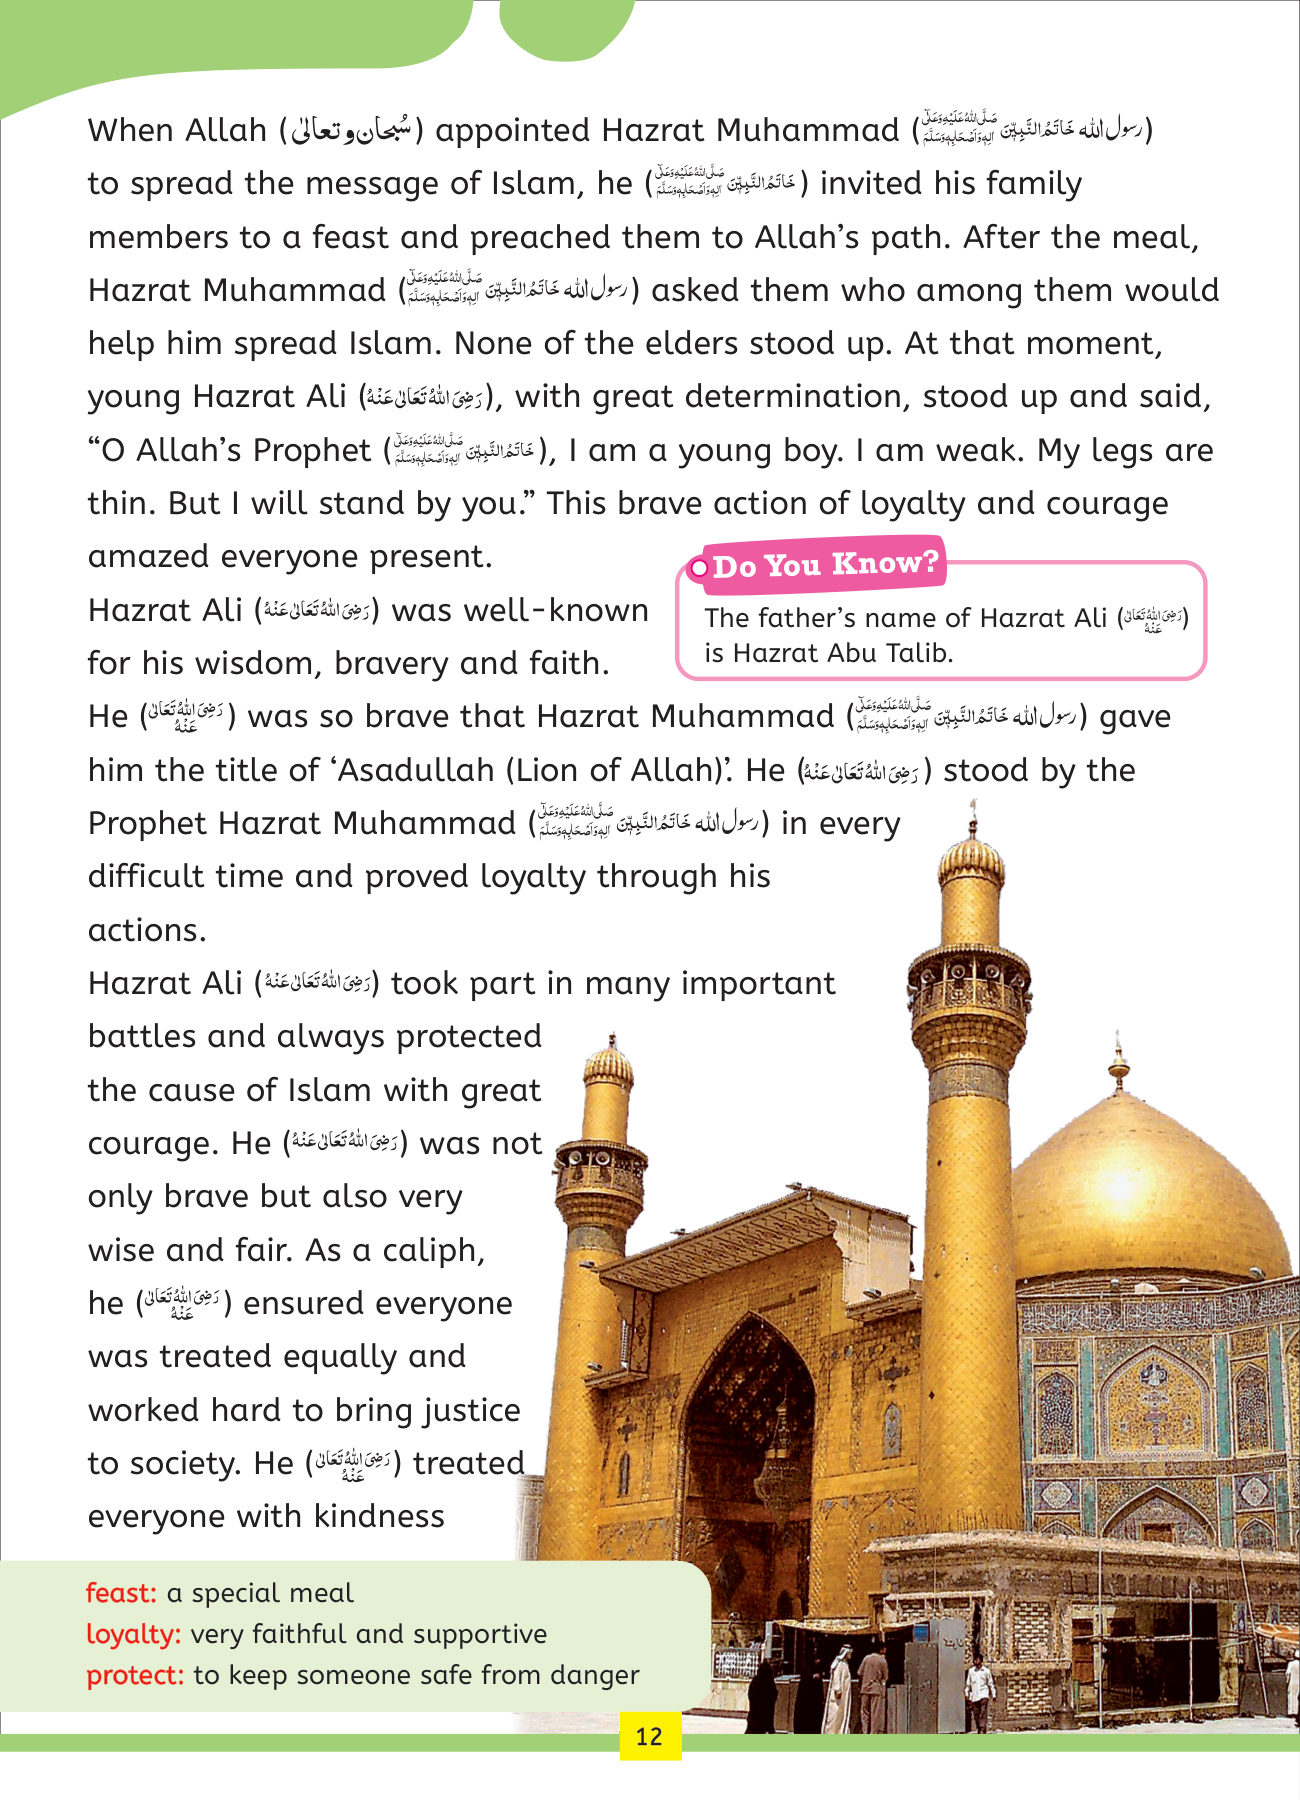 When Allah (سُبحان و تعالیٰ) appointed Hazrat Muhammad (رسول اللہ خَاتَمُ النَّبِیّٖنَ صَلَّی اللہُ عَلَیْہِ وَعَلٰٓی اٰلِہٖ وَاَصْحَابِہٖ وَسَلَّمَ)
to spread the message of Islam, he (خَاتَمُ النَّبِیّٖنَ صَلَّی اللہُ عَلَیْہِ وَعَلٰٓی اٰلِہٖ وَاَصْحَابِہٖ وَسَلَّمَ) invited his family
members to a feast and preached them to Allah’s path. After the meal,
Hazrat Muhammad (رسول اللہ خَاتَمُ النَّبِیّٖنَ صَلَّی اللہُ عَلَیْہِ وَعَلٰٓی اٰلِہٖ وَاَصْحَابِہٖ وَسَلَّمَ) asked them who among them would
help him spread Islam. None of the elders stood up. At that moment,
young Hazrat Ali (رَضِیَ اللہُ تَعَالیٰ عَنْہُ), with great determination, stood up and said,
“O Allah’s Prophet (خَاتَمُ النَّبِیّٖنَ صَلَّی اللہُ عَلَیْہِ وَعَلٰٓی اٰلِہٖ وَاَصْحَابِہٖ وَسَلَّمَ), I am a young boy. I am weak. My legs are
thin. But I will stand by you.” This brave action of loyalty and courage
amazed everyone present.
Do You Know?
The father’s name of Hazrat Ali (رَضِیَ اللہُ تَعَالیٰ عَنْہُ)
is Hazrat Abu Talib.
Hazrat Ali (رَضِیَ اللہُ تَعَالیٰ عَنْہُ) was well-known
for his wisdom, bravery and faith.
He (رَضِیَ اللہُ تَعَالیٰ عَنْہُ) was so brave that Hazrat Muhammad (رسول اللہ خَاتَمُ النَّبِیّٖنَ صَلَّی اللہُ عَلَیْہِ وَعَلٰٓی اٰلِہٖ وَاَصْحَابِہٖ وَسَلَّمَ) gave
him the title of ‘Asadullah (Lion of Allah)’. He (رَضِیَ اللہُ تَعَالیٰ عَنْہُ) stood by the
Prophet Hazrat Muhammad (رسول اللہ خَاتَمُ النَّبِیّٖنَ صَلَّی اللہُ عَلَیْہِ وَعَلٰٓی اٰلِہٖ وَاَصْحَابِہٖ وَسَلَّمَ) in every
difficult time and proved loyalty through his
actions.
Hazrat Ali (رَضِیَ اللہُ تَعَالیٰ عَنْہُ) took part in many important
battles and always protected
the cause of Islam with great
courage. He (رَضِیَ اللہُ تَعَالیٰ عَنْہُ) was not
only brave but also very
wise and fair. As a caliph,
he (رَضِیَ اللہُ تَعَالیٰ عَنْہُ) ensured everyone
was treated equally and
worked hard to bring justice
to society. He (رَضِیَ اللہُ تَعَالیٰ عَنْہُ) treated
everyone with kindness
feast: a special meal
loyalty: very faithful and supportive
protect: to keep someone safe from danger
12